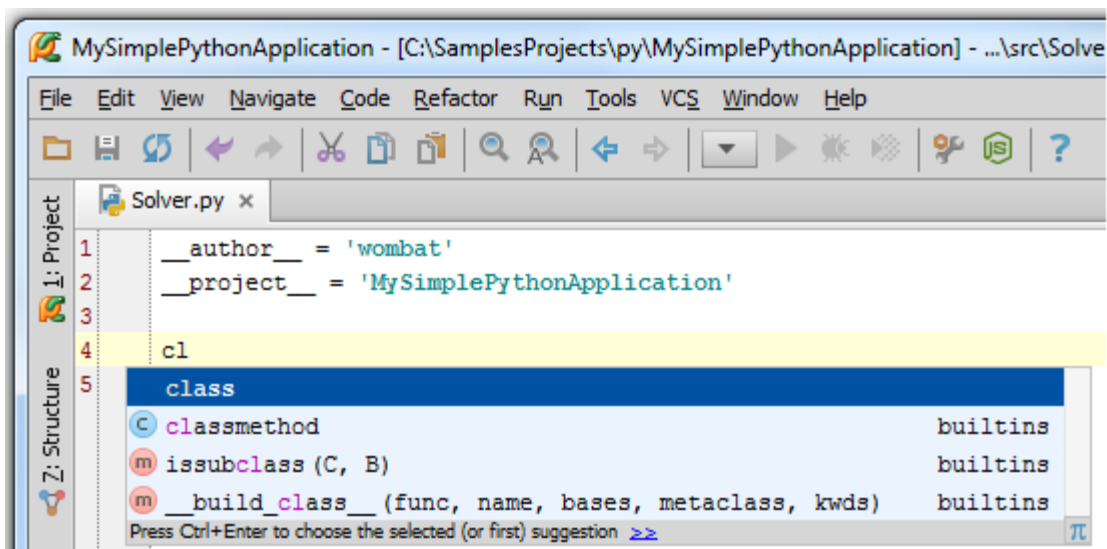 MySimplePythonApplication - [C:\SamplesProjects\py\MySimplePythonApplication] - ...\src\Solve
File Edit View Navigate Code Refactor Run Tools VCS Window Help
JS ?
1: Project
Solver.py ×
1 __author__ = 'wombat'
2 __project__ = 'MySimplePythonApplication'
3
4 cl
5
Z: Structure
class
c classmethod builtins
m issubclass(C, B) builtins
m __build_class__(func, name, bases, metaclass, kwds) builtins
Press Ctrl+Enter to choose the selected (or first) suggestion >> π